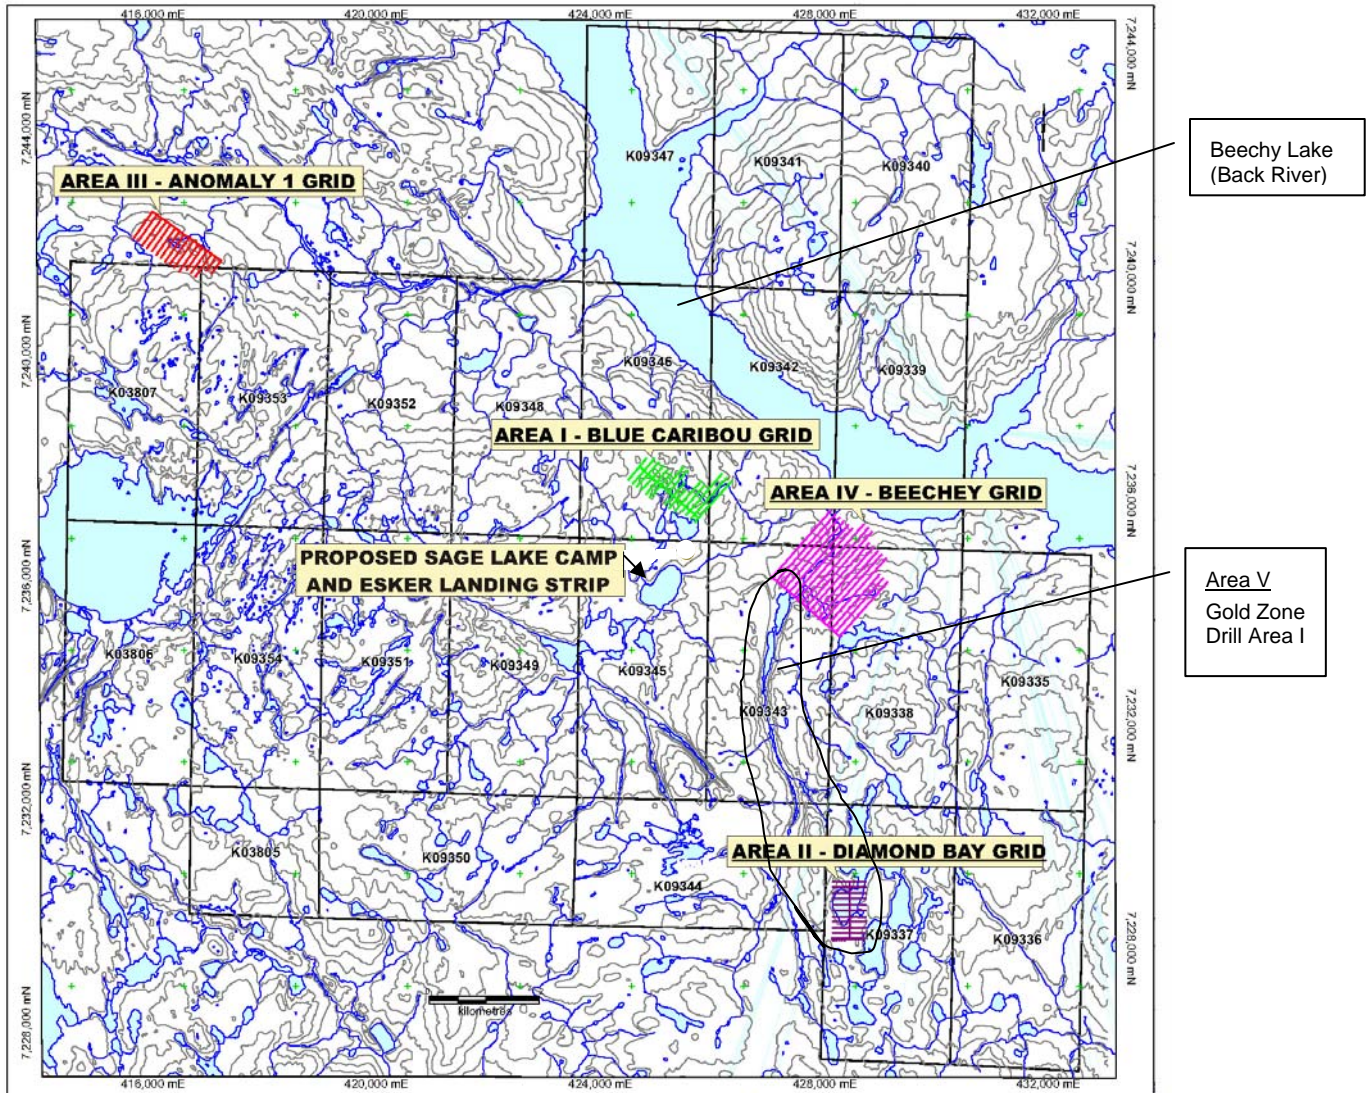 416,000 mE
420,000 mE
424,000 mE
428,000 mE
432,000 mE
7,244,000 mN
7,244,000 mN
K09347
K09341
K09340
Beechy Lake
(Back River)
AREA III - ANOMALY 1 GRID
7,240,000 mN
7,240,000 mN
K03807
K09353
K09352
K09348
K09346
K09342
K09339
AREA I - BLUE CARIBOU GRID
AREA IV - BEECHEY GRID
7,236,000 mN
7,236,000 mN
PROPOSED SAGE LAKE CAMP
AND ESKER LANDING STRIP
Area V
Gold Zone
Drill Area I
K03806
K09354
K09351
K09349
K09345
K09343
K09338
K09335
7,232,000 mN
7,232,000 mN
K03805
K09350
K09344
AREA II - DIAMOND BAY GRID
K09337
K09336
7,228,000 mN
7,228,000 mN
kilometres
416,000 mE
420,000 mE
424,000 mE
428,000 mE
432,000 mE